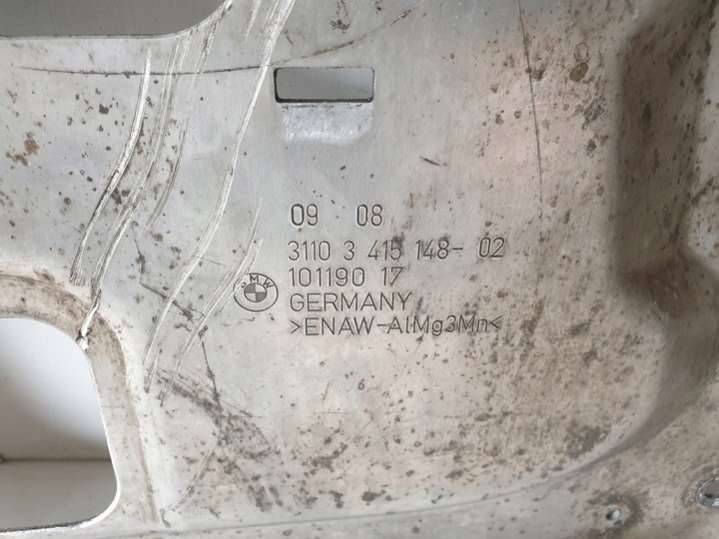 09 08
3110 3 415 148- 02
101190 17
BMW
GERMANY
>ENAW-AlMg3Mn<